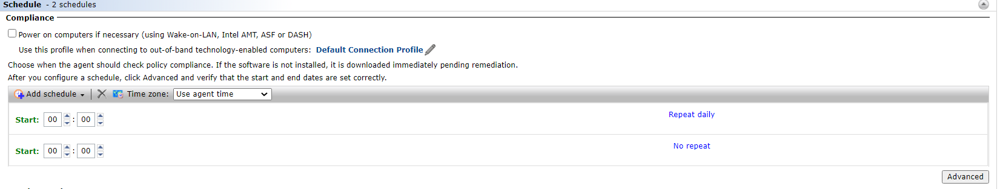 Schedule - 2 schedules
Compliance
Power on computers if necessary (using Wake-on-LAN, Intel AMT, ASF or DASH)
Use this profile when connecting to out-of-band technology-enabled computers: Default Connection Profile
Choose when the agent should check policy compliance. If the software is not installed, it is downloaded immediately pending remediation.
After you configure a schedule, click Advanced and verify that the start and end dates are set correctly.
Add schedule Time zone: Use agent time
Start: 00 : 00 Repeat daily
Start: 00 : 00 No repeat
Advanced